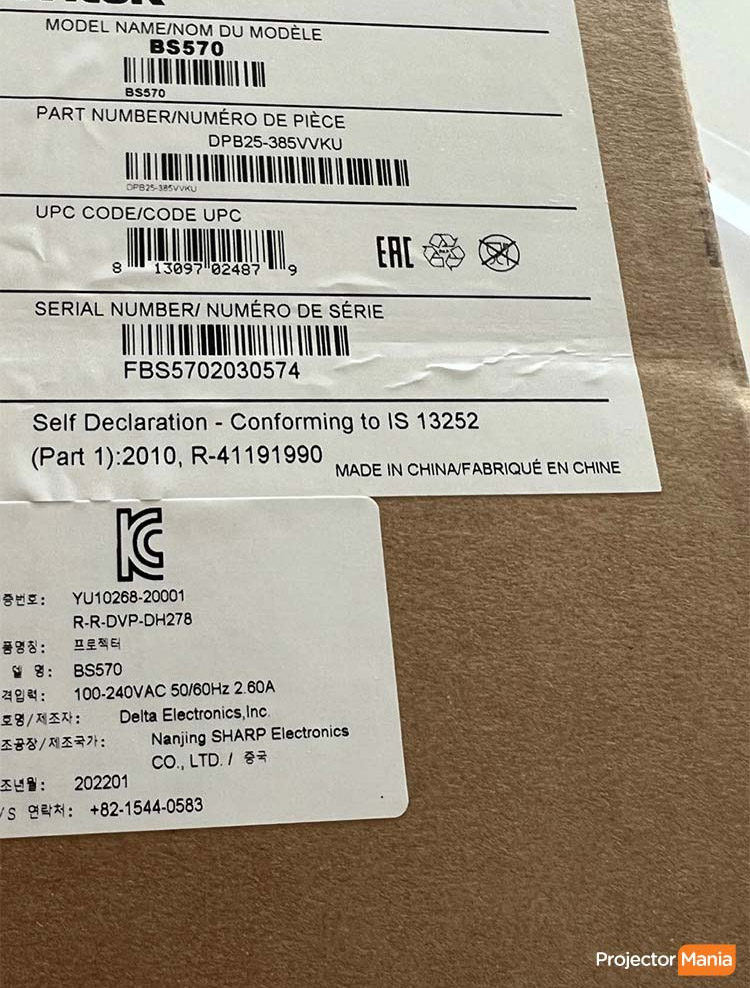 MODEL NAME/NOM DU MODÈLE
BS570
BS570
PART NUMBER/NUMÉRO DE PIÈCE
DPB25-385VVKU
DPB25-385VVKU
UPC CODE/CODE UPC
8 13097 02487 9
EAC
SERIAL NUMBER/ NUMÉRO DE SÉRIE
FBS5702030574
Self Declaration - Conforming to IS 13252
(Part 1):2010, R-41191990
MADE IN CHINA/FABRIQUÉ EN CHINE
증번호: YU10268-20001
R-R-DVP-DH278
품명칭: 프로젝터
델 명: BS570
격입력: 100-240VAC 50/60Hz 2.60A
호명/제조자: Delta Electronics,Inc.
조공장/제조국가: Nanjing SHARP Electronics
CO., LTD. / 중국
조년월: 202201
/S 연락처: +82-1544-0583
Projector Mania